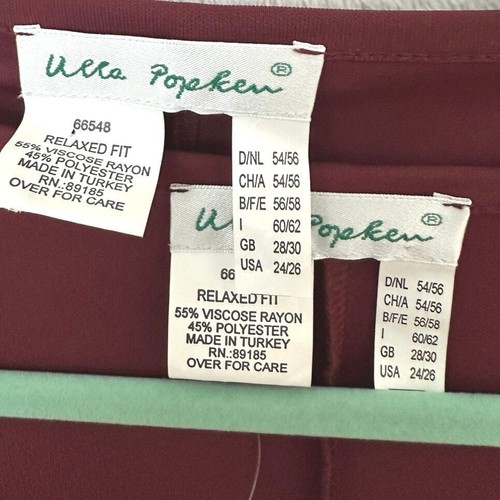 Ulla Popken®
66548
RELAXED FIT
55% VISCOSE RAYON
45% POLYESTER
MADE IN TURKEY
RN.:89185
OVER FOR CARE
D/NL 54/56
CH/A 54/56
B/F/E 56/58
I 60/62
GB 28/30
USA 24/26
U Popken®
66
RELAXED FIT
55% VISCOSE RAYON
45% POLYESTER
MADE IN TURKEY
RN.:89185
OVER FOR CARE
D/NL 54/56
CH/A 54/56
B/F/E 56/58
I 60/62
GB 28/30
USA 24/26